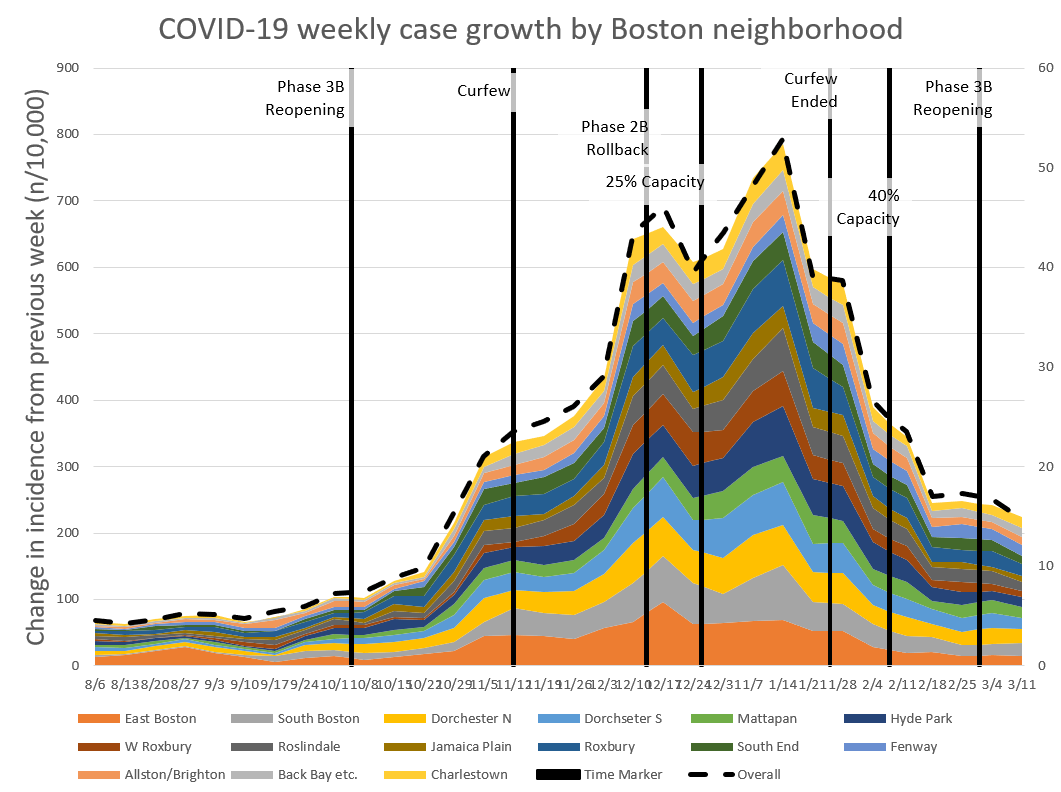 COVID-19 weekly case growth by Boston neighborhood
Change in incidence from previous week (n/10,000)
900
800
700
600
500
400
300
200
100
0
60
50
40
30
20
10
0
Phase 3B
Reopening
Curfew
Phase 2B
Rollback
25% Capacity
Curfew
Ended
40%
Capacity
Phase 3B
Reopening
8/6 8/13 8/20 8/27 9/3 9/10 9/17 9/24 10/1 10/8 10/15 10/22 10/29 11/5 11/12 11/19 11/26 12/3 12/10 12/17 12/24 12/31 1/7 1/14 1/21 1/28 2/4 2/11 2/18 2/25 3/4 3/11
East Boston South Boston Dorchester N Dorchseter S Mattapan Hyde Park
W Roxbury Roslindale Jamaica Plain Roxbury South End Fenway
Allston/Brighton Back Bay etc. Charlestown Time Marker Overall